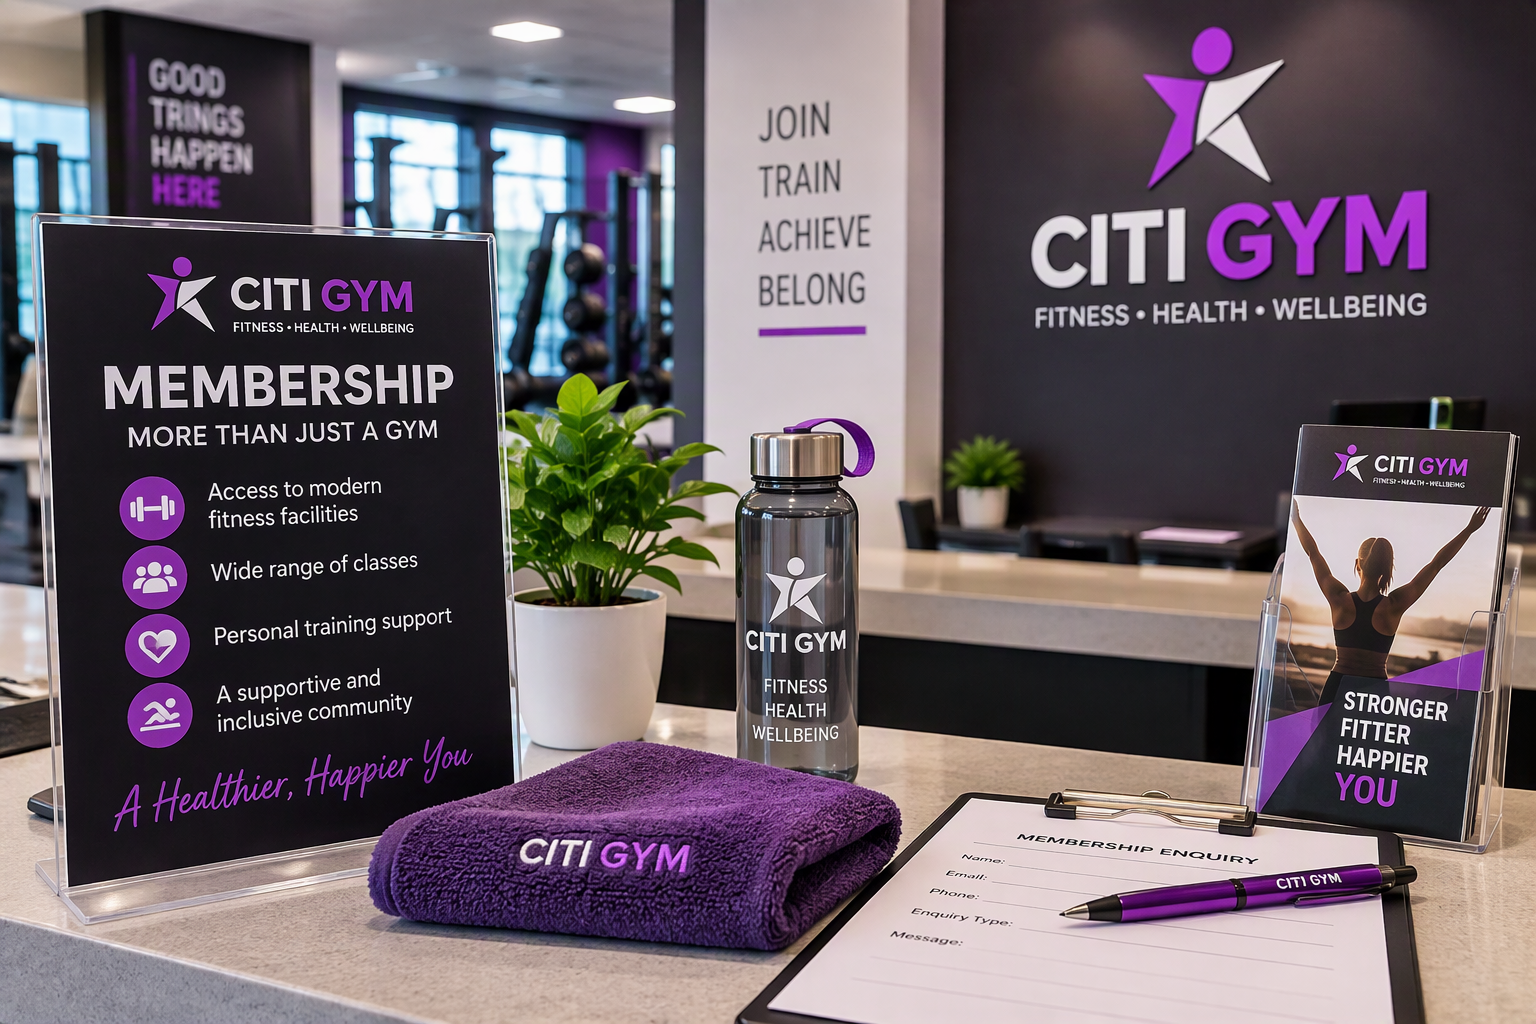 GOOD
TRINGS
HAPPEN
HERE
JOIN
TRAIN
ACHIEVE
BELONG
CITI GYM
FITNESS • HEALTH • WELLBEING
CITI GYM
FITNESS • HEALTH • WELLBEING
MEMBERSHIP
MORE THAN JUST A GYM
Access to modern
fitness facilities
Wide range of classes
Personal training support
A supportive and
inclusive community
A Healthier, Happier You
CITI GYM
FITNESS
HEALTH
WELLBEING
CITI GYM
CITI GYM
FITNESS • HEALTH • WELLBEING
STRONGER
FITTER
HAPPIER
YOU
MEMBERSHIP ENQUIRY
Name:
Email:
Phone:
Enquiry Type:
Message:
CITI GYM